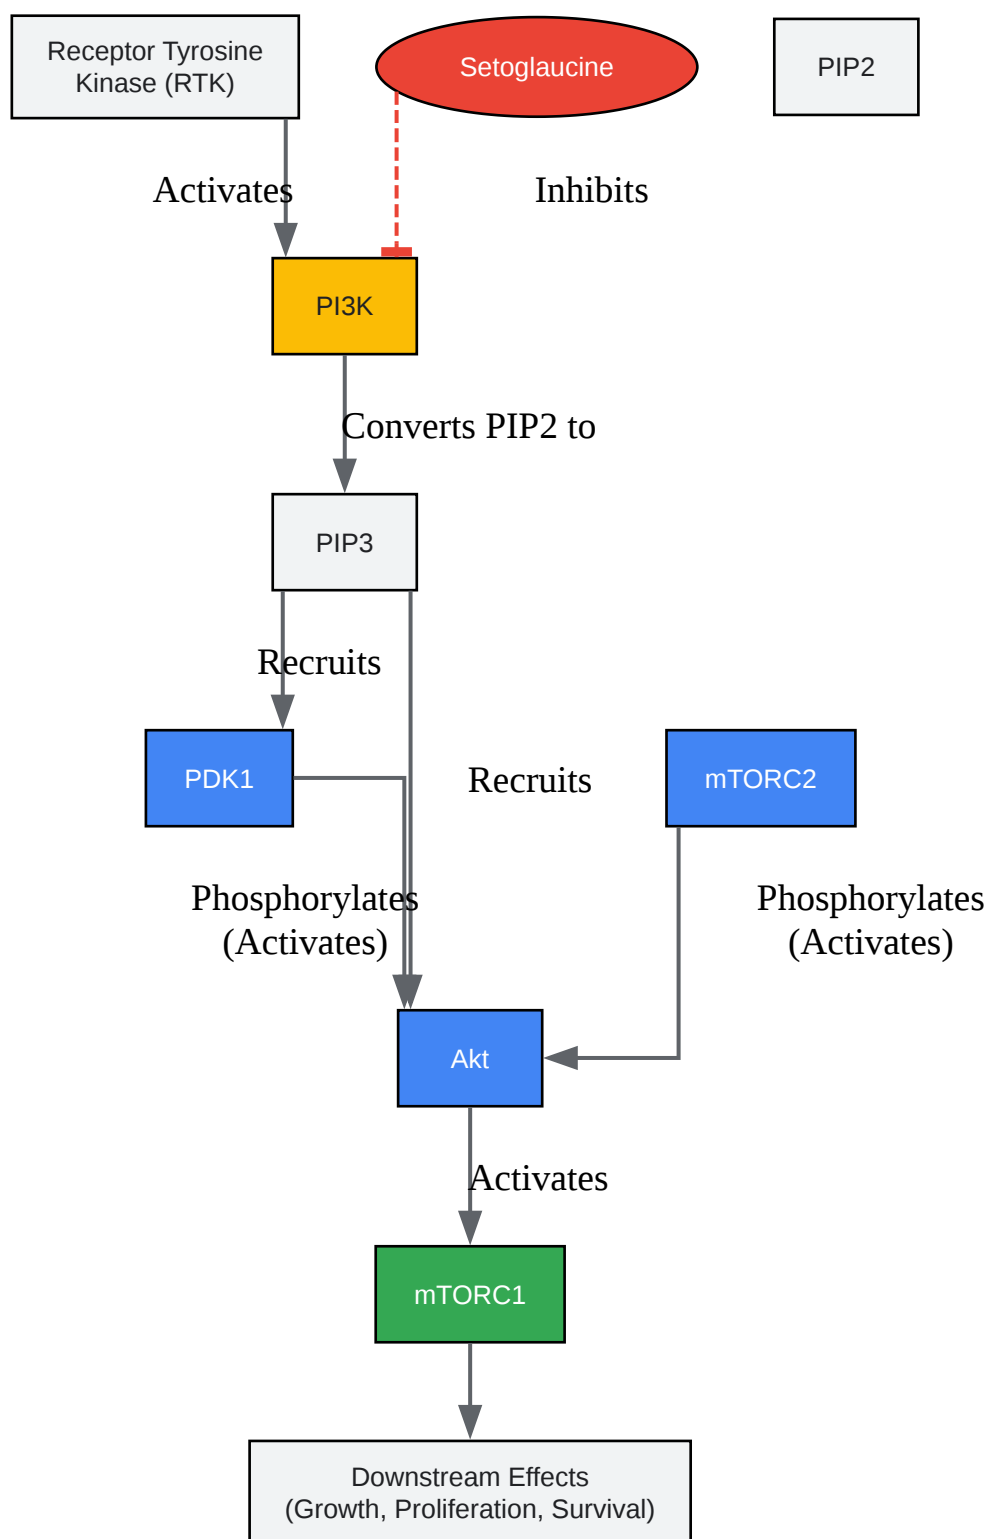 Receptor Tyrosine
Kinase (RTK)
Setoglaucine
PIP2
Activates
Inhibits
PI3K
Converts PIP2 to
PIP3
Recruits
PDK1
Recruits
mTORC2
Phosphorylates
(Activates)
Phosphorylates
(Activates)
Akt
Activates
mTORC1
Downstream Effects
(Growth, Proliferation, Survival)